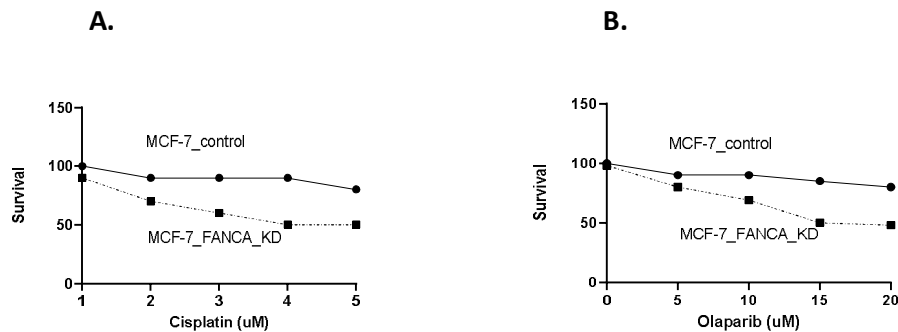 A.
150
100
50
0
Survival
MCF-7_control
MCF-7_FANCA_KD
1 2 3 4 5
Cisplatin (uM)
B.
150
100
50
0
Survival
MCF-7_control
MCF-7_FANCA_KD
0 5 10 15 20
Olaparib (uM)